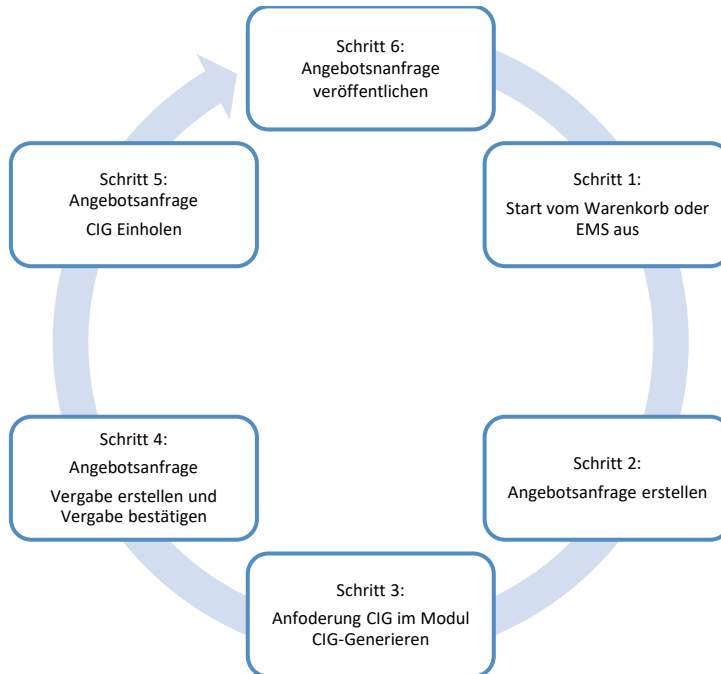 Schritt 6:
Angebotsnanfrage
veröffentlichen
Schritt 1:
Start vom Warenkorb oder
EMS aus
Schritt 2:
Angebotsanfrage erstellen
Schritt 3:
Anfoderung CIG im Modul
CIG-Generieren
Schritt 4:
Angebotsanfrage
Vergabe erstellen und
Vergabe bestätigen
Schritt 5:
Angebotsanfrage
CIG Einholen